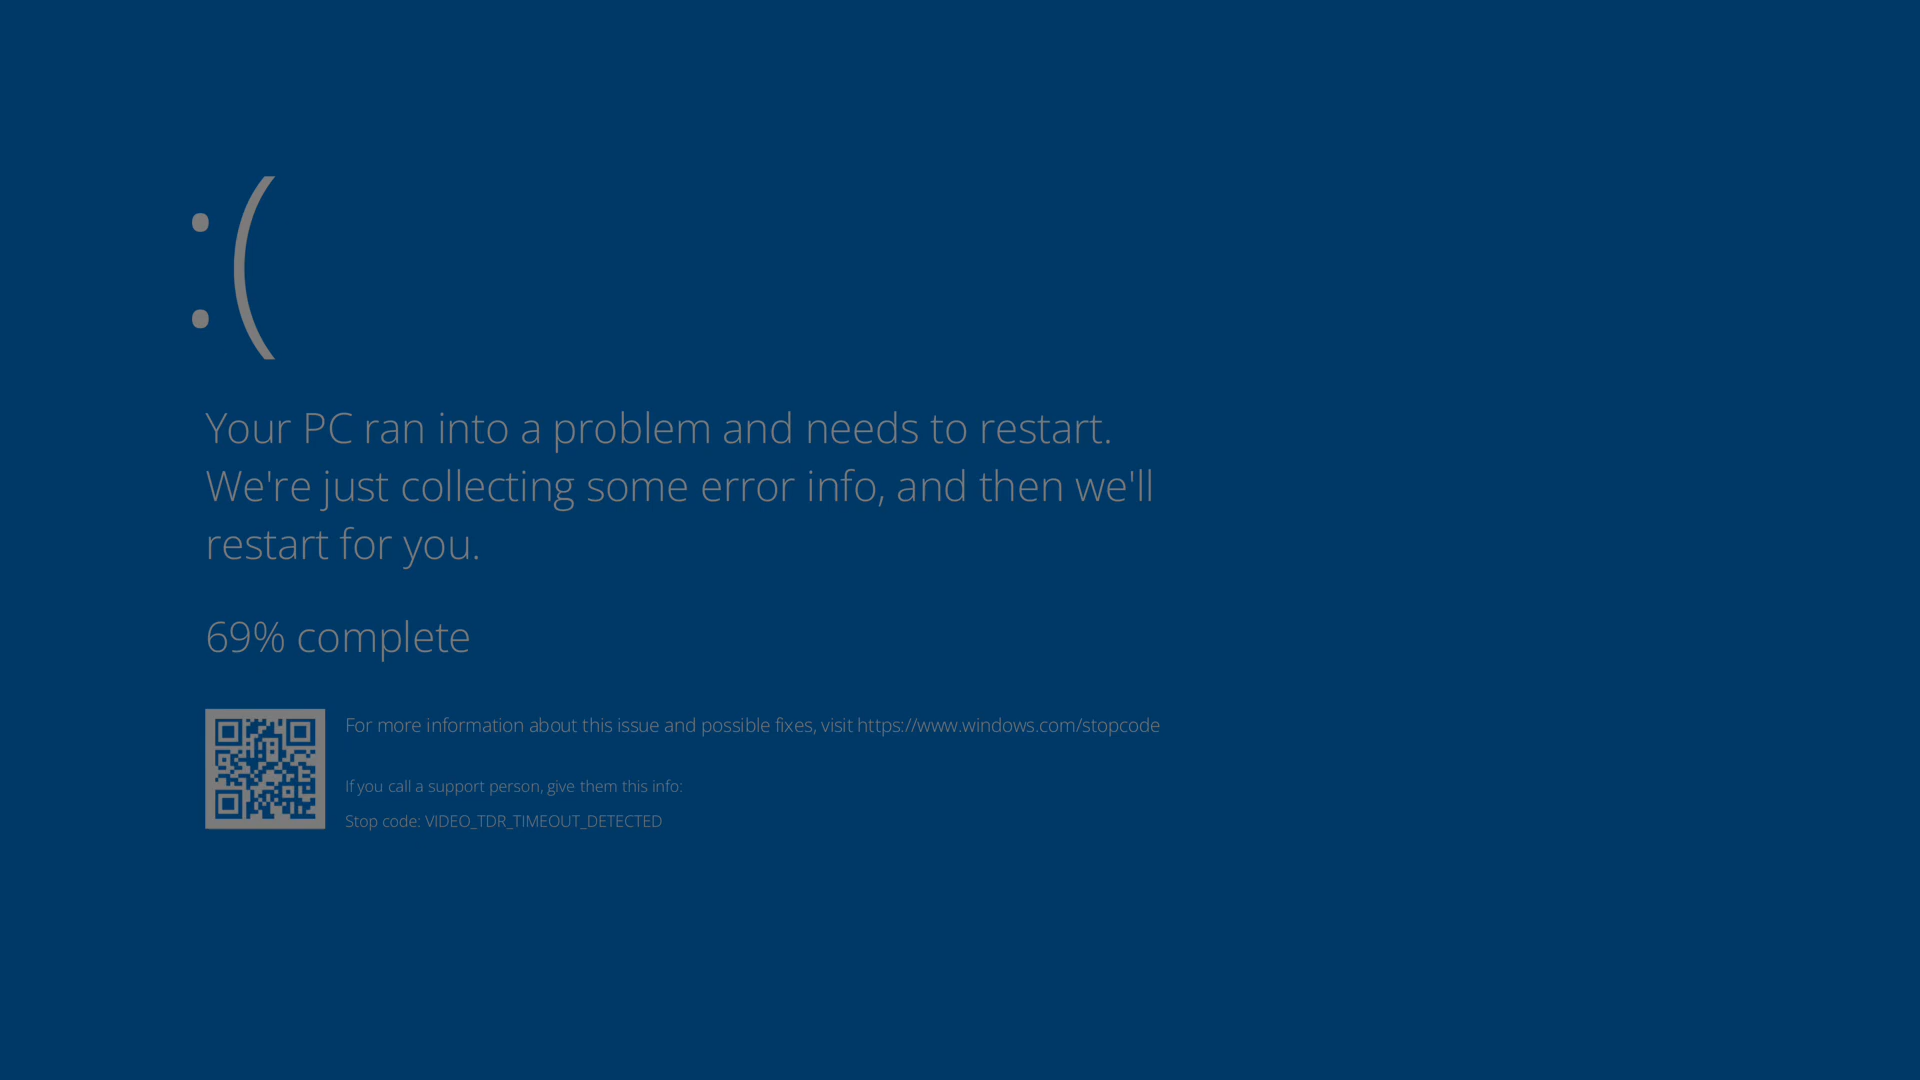 :(
Your PC ran into a problem and needs to restart.
We're just collecting some error info, and then we'll
restart for you.
69% complete
For more information about this issue and possible fixes, visit https://www.windows.com/stopcode
If you call a support person, give them this info:
Stop code: VIDEO_TDR_TIMEOUT_DETECTED